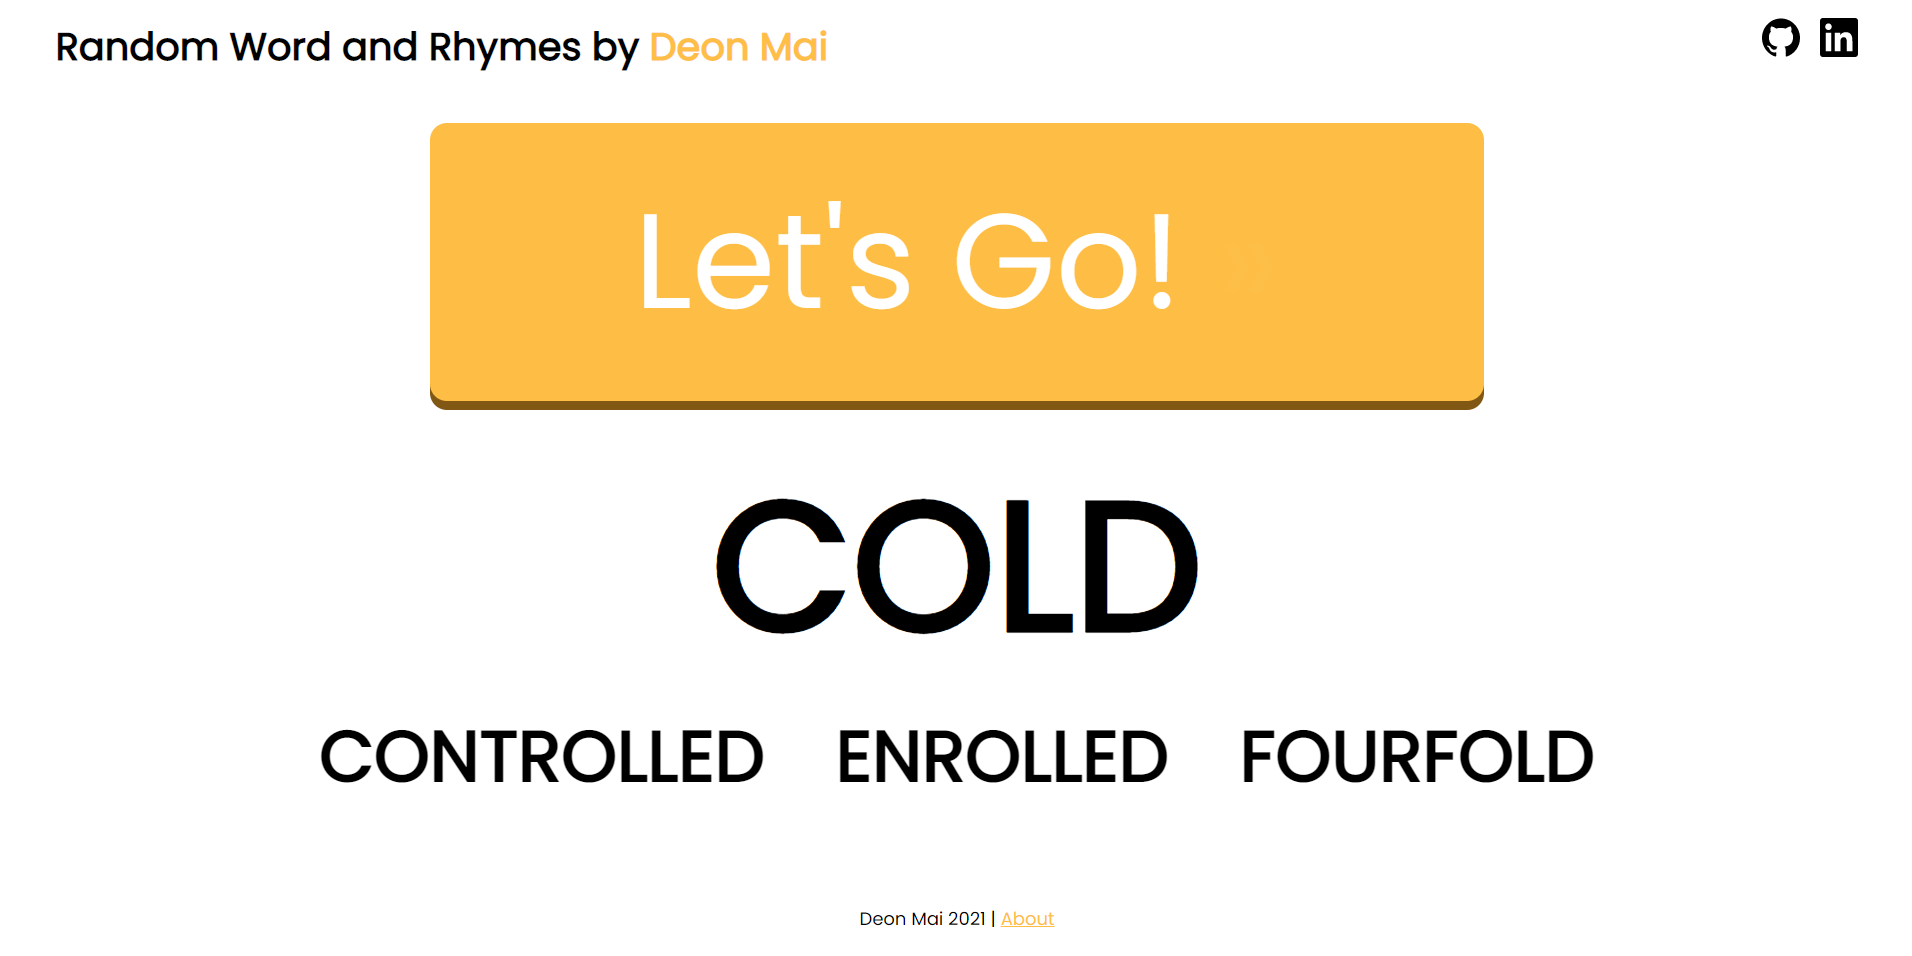 Random Word and Rhymes by Deon Mai
Let's Go!
COLD
CONTROLLED ENROLLED FOURFOLD
Deon Mai 2021 | About